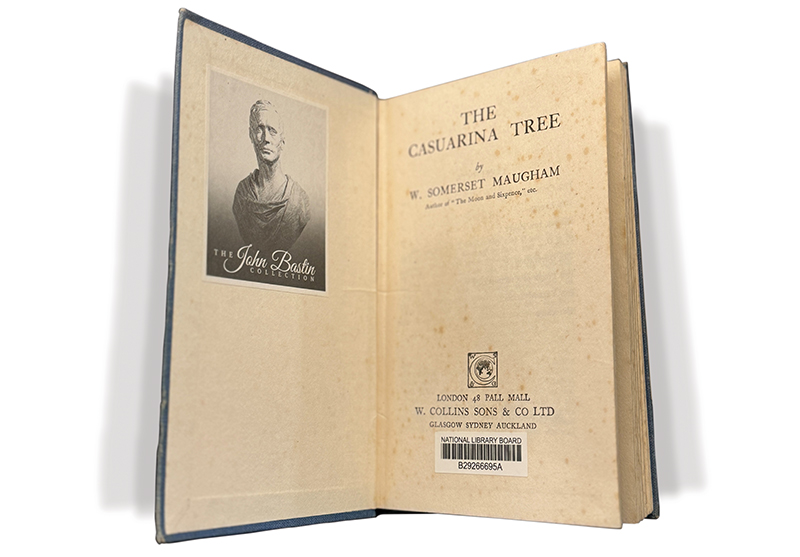 THE John Bastin
COLLECTION
THE
CASUARINA TREE
by
W. SOMERSET MAUGHAM
Author of "The Moon and Sixpence," etc.
LONDON 48 PALL MALL
W. COLLINS SONS & CO LTD
GLASGOW SYDNEY AUCKLAND
NATIONAL LIBRARY BOARD
B29266695A